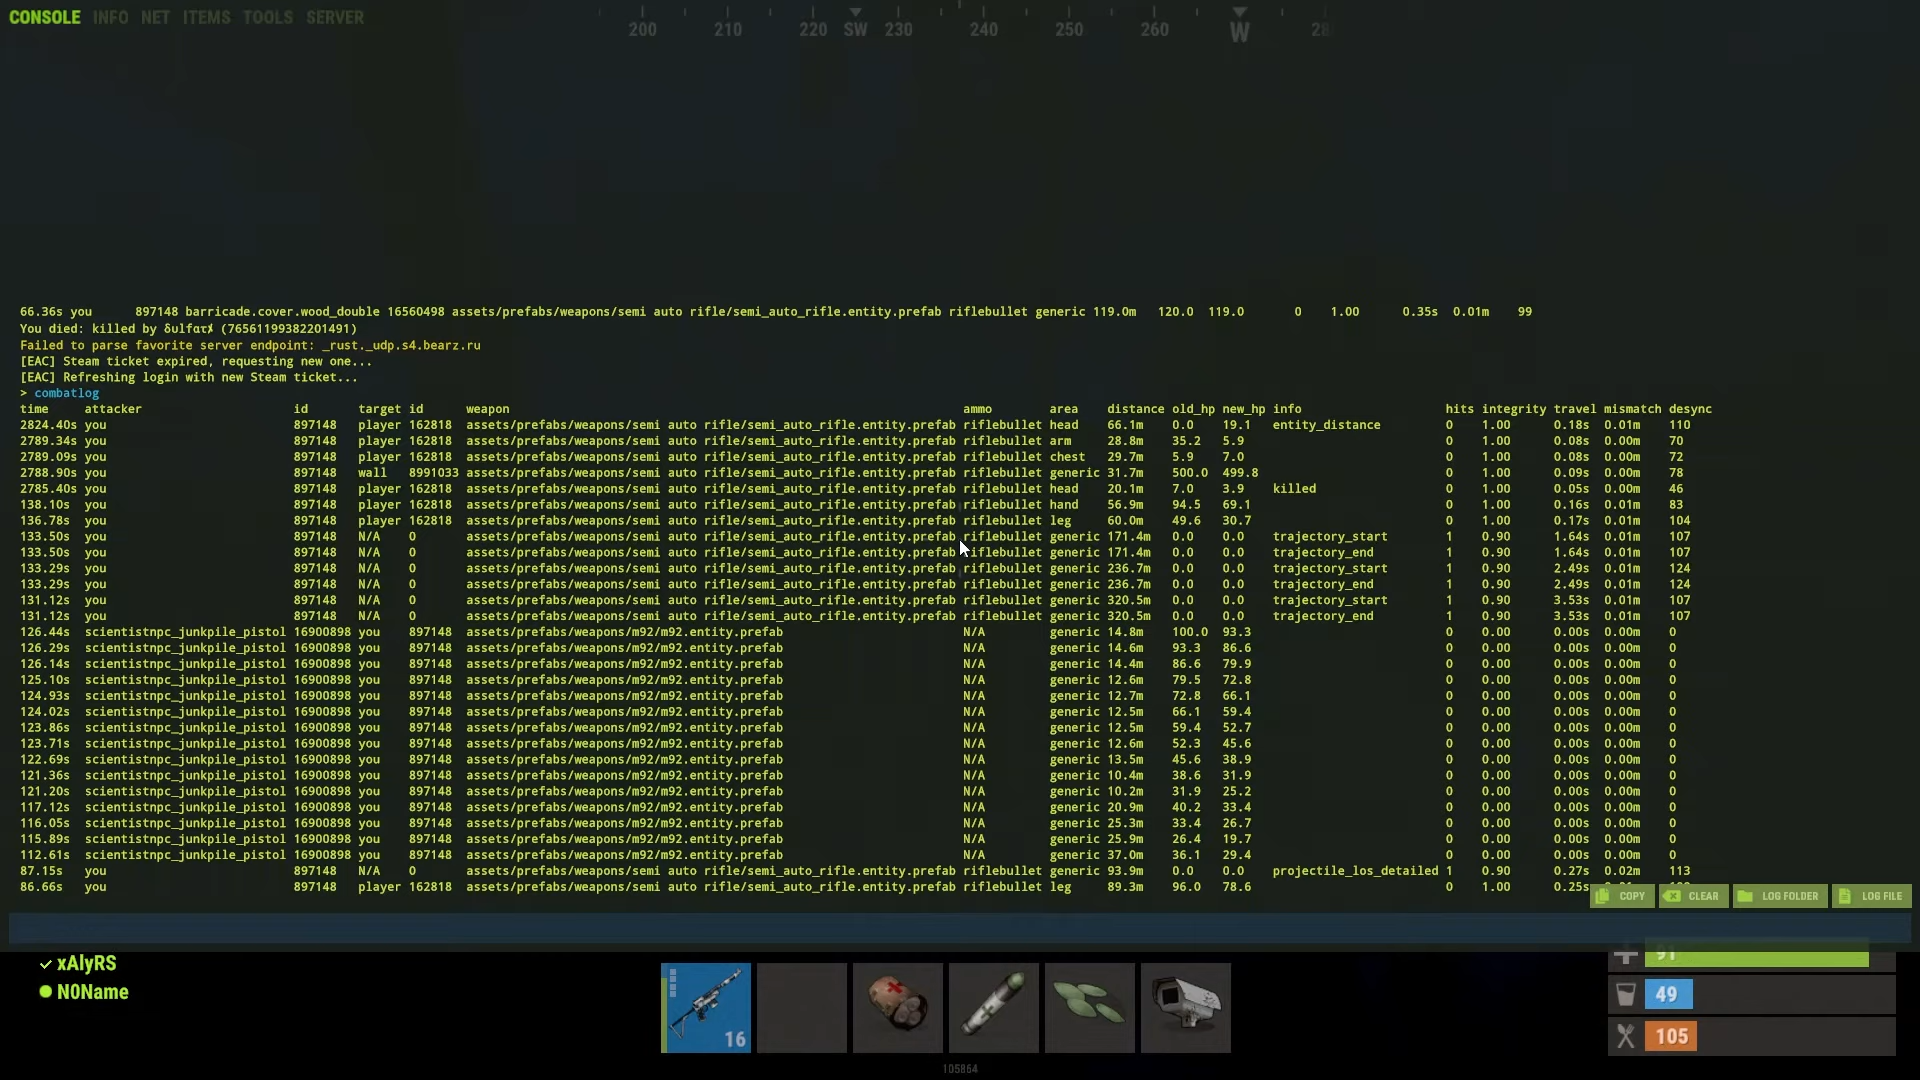 CONSOLE INFO NET ITEMS TOOLS SERVER
200 210 220 SW 230 240 250 260 W 28
66.36s you 897148 barricade.cover.wood_double 16560498 assets/prefabs/weapons/semi auto rifle/semi_auto_rifle.entity.prefab riflebullet generic 119.0m 120.0 119.0 0 1.00 0.35s 0.01m 99
You died: killed by (76561199382201491)
Failed to parse favorite server endpoint: _rust._udp.s4.bearz.ru
[EAC] Steam ticket expired, requesting new one...
[EAC] Refreshing login with new Steam ticket...
> combatlog
time attacker id target id weapon ammo area distance old_hp new_hp info hits integrity travel mismatch desync
2824.40s you 897148 player 162818 assets/prefabs/weapons/semi auto rifle/semi_auto_rifle.entity.prefab riflebullet head 66.1m 0.0 19.1 entity_distance 0 1.00 0.18s 0.01m 110
2789.34s you 897148 player 162818 assets/prefabs/weapons/semi auto rifle/semi_auto_rifle.entity.prefab riflebullet arm 28.8m 35.2 5.9 0 1.00 0.08s 0.00m 70
2789.09s you 897148 player 162818 assets/prefabs/weapons/semi auto rifle/semi_auto_rifle.entity.prefab riflebullet chest 29.7m 5.9 7.0 0 1.00 0.08s 0.00m 72
2788.90s you 897148 wall 8991033 assets/prefabs/weapons/semi auto rifle/semi_auto_rifle.entity.prefab riflebullet generic 31.7m 500.0 499.8 0 1.00 0.09s 0.00m 78
2785.40s you 897148 player 162818 assets/prefabs/weapons/semi auto rifle/semi_auto_rifle.entity.prefab riflebullet head 20.1m 7.0 3.9 killed 0 1.00 0.05s 0.00m 46
138.10s you 897148 player 162818 assets/prefabs/weapons/semi auto rifle/semi_auto_rifle.entity.prefab riflebullet hand 56.9m 94.5 69.1 0 1.00 0.16s 0.01m 83
136.78s you 897148 player 162818 assets/prefabs/weapons/semi auto rifle/semi_auto_rifle.entity.prefab riflebullet leg 60.0m 49.6 30.7 0 1.00 0.17s 0.01m 104
133.50s you 897148 N/A 0 assets/prefabs/weapons/semi auto rifle/semi_auto_rifle.entity.prefab riflebullet generic 171.4m 0.0 0.0 trajectory_start 1 0.90 1.64s 0.01m 107
133.50s you 897148 N/A 0 assets/prefabs/weapons/semi auto rifle/semi_auto_rifle.entity.prefab riflebullet generic 171.4m 0.0 0.0 trajectory_end 1 0.90 1.64s 0.01m 107
133.29s you 897148 N/A 0 assets/prefabs/weapons/semi auto rifle/semi_auto_rifle.entity.prefab riflebullet generic 236.7m 0.0 0.0 trajectory_start 1 0.90 2.49s 0.01m 124
133.29s you 897148 N/A 0 assets/prefabs/weapons/semi auto rifle/semi_auto_rifle.entity.prefab riflebullet generic 236.7m 0.0 0.0 trajectory_end 1 0.90 2.49s 0.01m 124
131.12s you 897148 N/A 0 assets/prefabs/weapons/semi auto rifle/semi_auto_rifle.entity.prefab riflebullet generic 320.5m 0.0 0.0 trajectory_start 1 0.90 3.53s 0.01m 107
131.12s you 897148 N/A 0 assets/prefabs/weapons/semi auto rifle/semi_auto_rifle.entity.prefab riflebullet generic 320.5m 0.0 0.0 trajectory_end 1 0.90 3.53s 0.01m 107
126.44s scientistnpc_junkpile_pistol 16900898 you 897148 assets/prefabs/weapons/m92/m92.entity.prefab N/A generic 14.8m 100.0 93.3 0 0.00 0.00s 0.00m 0
126.29s scientistnpc_junkpile_pistol 16900898 you 897148 assets/prefabs/weapons/m92/m92.entity.prefab N/A generic 14.6m 93.3 86.6 0 0.00 0.00s 0.00m 0
126.14s scientistnpc_junkpile_pistol 16900898 you 897148 assets/prefabs/weapons/m92/m92.entity.prefab N/A generic 14.4m 86.6 79.9 0 0.00 0.00s 0.00m 0
125.10s scientistnpc_junkpile_pistol 16900898 you 897148 assets/prefabs/weapons/m92/m92.entity.prefab N/A generic 12.6m 79.5 72.8 0 0.00 0.00s 0.00m 0
124.93s scientistnpc_junkpile_pistol 16900898 you 897148 assets/prefabs/weapons/m92/m92.entity.prefab N/A generic 12.7m 72.8 66.1 0 0.00 0.00s 0.00m 0
124.02s scientistnpc_junkpile_pistol 16900898 you 897148 assets/prefabs/weapons/m92/m92.entity.prefab N/A generic 12.5m 66.1 59.4 0 0.00 0.00s 0.00m 0
123.86s scientistnpc_junkpile_pistol 16900898 you 897148 assets/prefabs/weapons/m92/m92.entity.prefab N/A generic 12.5m 59.4 52.7 0 0.00 0.00s 0.00m 0
123.71s scientistnpc_junkpile_pistol 16900898 you 897148 assets/prefabs/weapons/m92/m92.entity.prefab N/A generic 12.6m 52.3 45.6 0 0.00 0.00s 0.00m 0
122.69s scientistnpc_junkpile_pistol 16900898 you 897148 assets/prefabs/weapons/m92/m92.entity.prefab N/A generic 13.5m 45.6 38.9 0 0.00 0.00s 0.00m 0
121.36s scientistnpc_junkpile_pistol 16900898 you 897148 assets/prefabs/weapons/m92/m92.entity.prefab N/A generic 10.4m 38.6 31.9 0 0.00 0.00s 0.00m 0
121.20s scientistnpc_junkpile_pistol 16900898 you 897148 assets/prefabs/weapons/m92/m92.entity.prefab N/A generic 10.2m 31.9 25.2 0 0.00 0.00s 0.00m 0
117.12s scientistnpc_junkpile_pistol 16900898 you 897148 assets/prefabs/weapons/m92/m92.entity.prefab N/A generic 20.9m 40.2 33.4 0 0.00 0.00s 0.00m 0
116.05s scientistnpc_junkpile_pistol 16900898 you 897148 assets/prefabs/weapons/m92/m92.entity.prefab N/A generic 25.3m 33.4 26.7 0 0.00 0.00s 0.00m 0
115.89s scientistnpc_junkpile_pistol 16900898 you 897148 assets/prefabs/weapons/m92/m92.entity.prefab N/A generic 25.9m 26.4 19.7 0 0.00 0.00s 0.00m 0
112.61s scientistnpc_junkpile_pistol 16900898 you 897148 assets/prefabs/weapons/m92/m92.entity.prefab N/A generic 37.0m 36.1 29.4 0 0.00 0.00s 0.00m 0
87.15s you 897148 N/A 0 assets/prefabs/weapons/semi auto rifle/semi_auto_rifle.entity.prefab riflebullet generic 93.9m 0.0 0.0 projectile_los_detailed 1 0.90 0.27s 0.02m 113
86.66s you 897148 player 162818 assets/prefabs/weapons/semi auto rifle/semi_auto_rifle.entity.prefab riflebullet leg 89.3m 96.0 78.6 0 1.00 0.25s
COPY CLEAR LOG FOLDER LOG FILE
xAlyRS
N0Name
16
91
49
105
105864